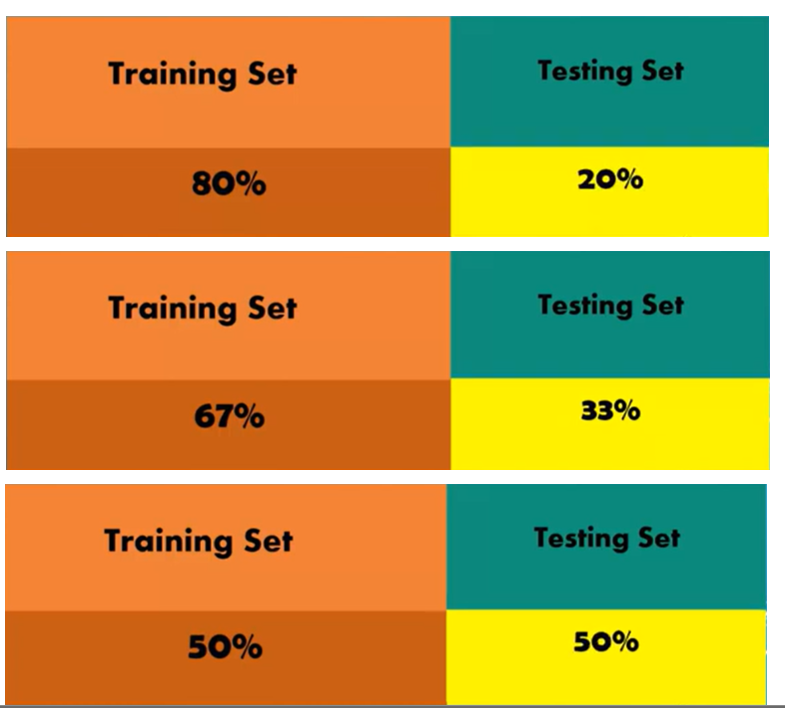 Training Set Testing Set
80% 20%
Training Set Testing Set
67% 33%
Training Set Testing Set
50% 50%